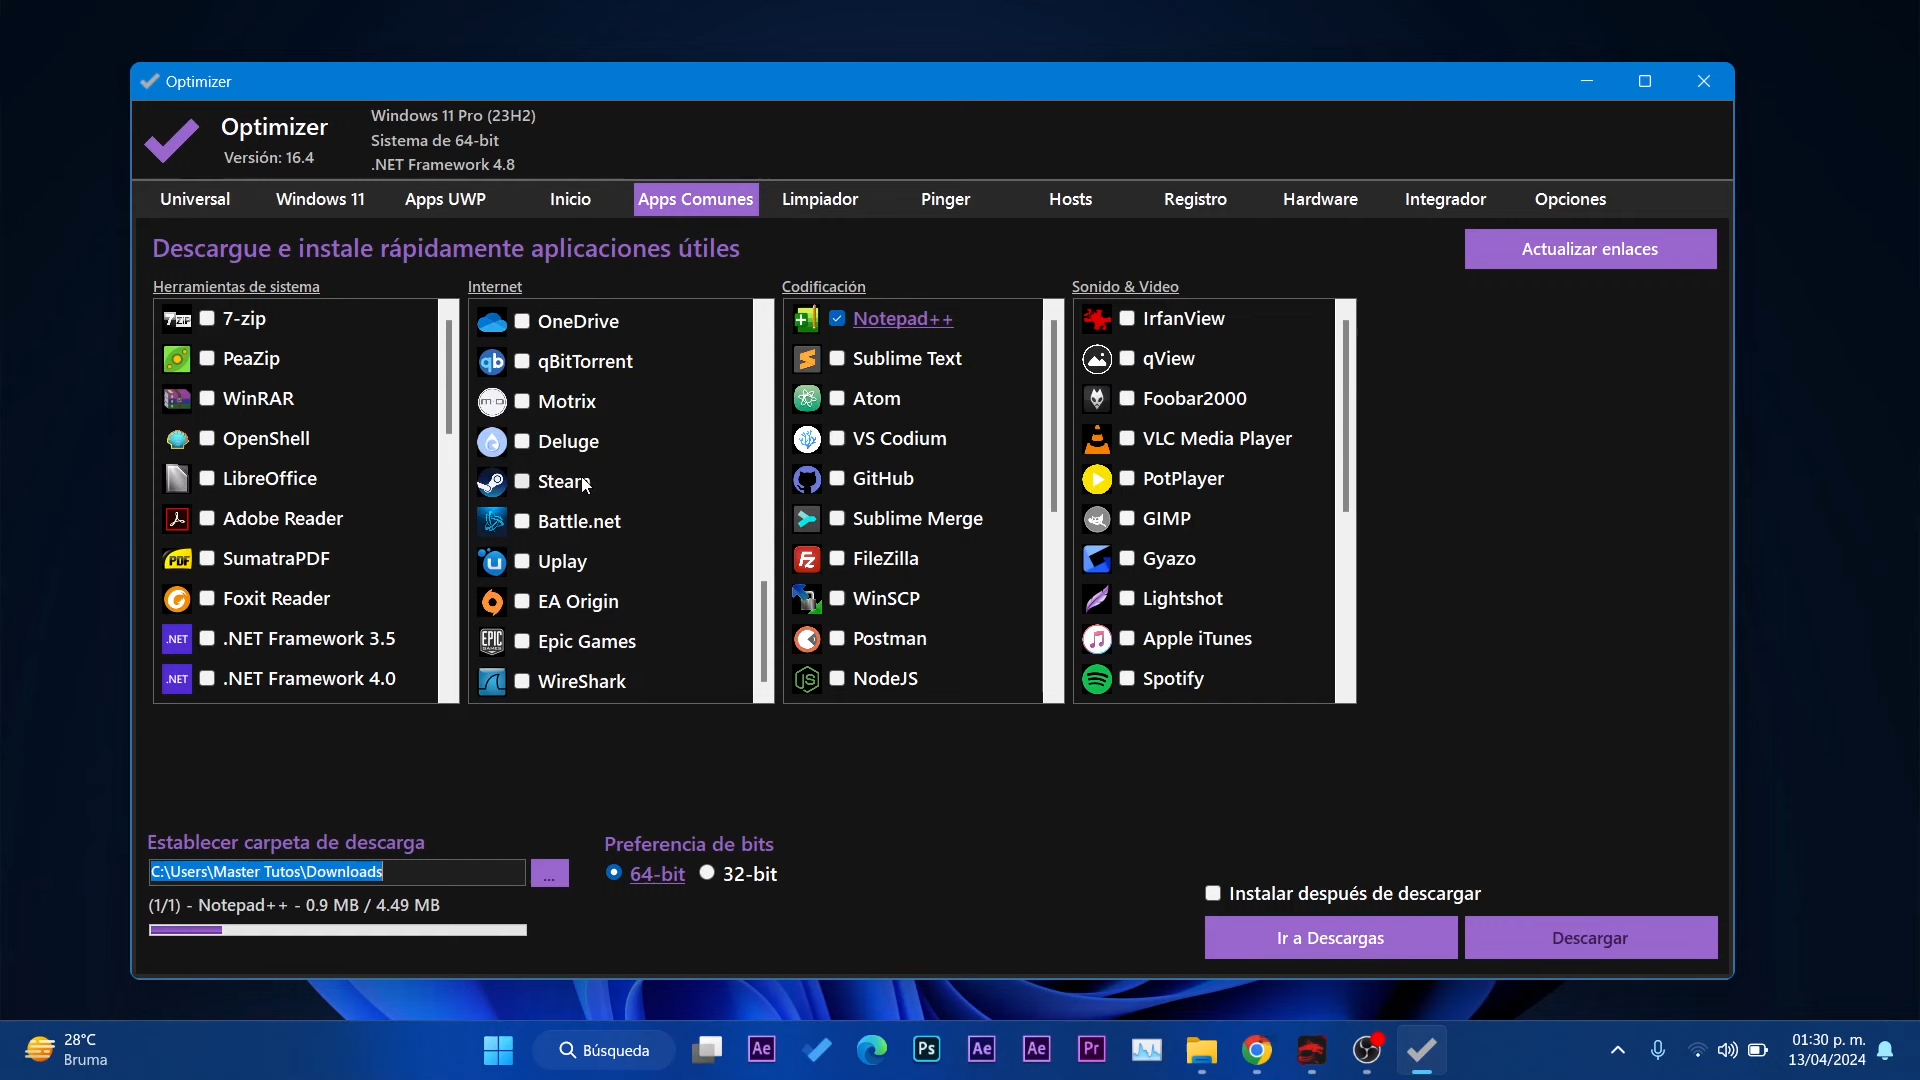 Optimizer
Optimizer
Versión: 16.4
Windows 11 Pro (23H2)
Sistema de 64-bit
.NET Framework 4.8
Universal
Windows 11
Apps UWP
Inicio
Apps Comunes
Limpiador
Pinger
Hosts
Registro
Hardware
Integrador
Opciones
Descargue e instale rápidamente aplicaciones útiles
Actualizar enlaces
Herramientas de sistema
7-zip
PeaZip
WinRAR
OpenShell
LibreOffice
Adobe Reader
SumatraPDF
Foxit Reader
.NET Framework 3.5
.NET Framework 4.0
Internet
OneDrive
qBitTorrent
Motrix
Deluge
Steam
Battle.net
Uplay
EA Origin
Epic Games
WireShark
Codificación
Notepad++
Sublime Text
Atom
VS Codium
GitHub
Sublime Merge
FileZilla
WinSCP
Postman
NodeJS
Sonido & Video
IrfanView
qView
Foobar2000
VLC Media Player
PotPlayer
GIMP
Gyazo
Lightshot
Apple iTunes
Spotify
Establecer carpeta de descarga
C:\Users\Master Tutos\Downloads
...
(1/1) - Notepad++ - 0.9 MB / 4.49 MB
Preferencia de bits
64-bit
32-bit
Instalar después de descargar
Ir a Descargas
Descargar
28°C
Bruma
Búsqueda
Ae
Ps
Ae
Ae
Pr
01:30 p. m.
13/04/2024